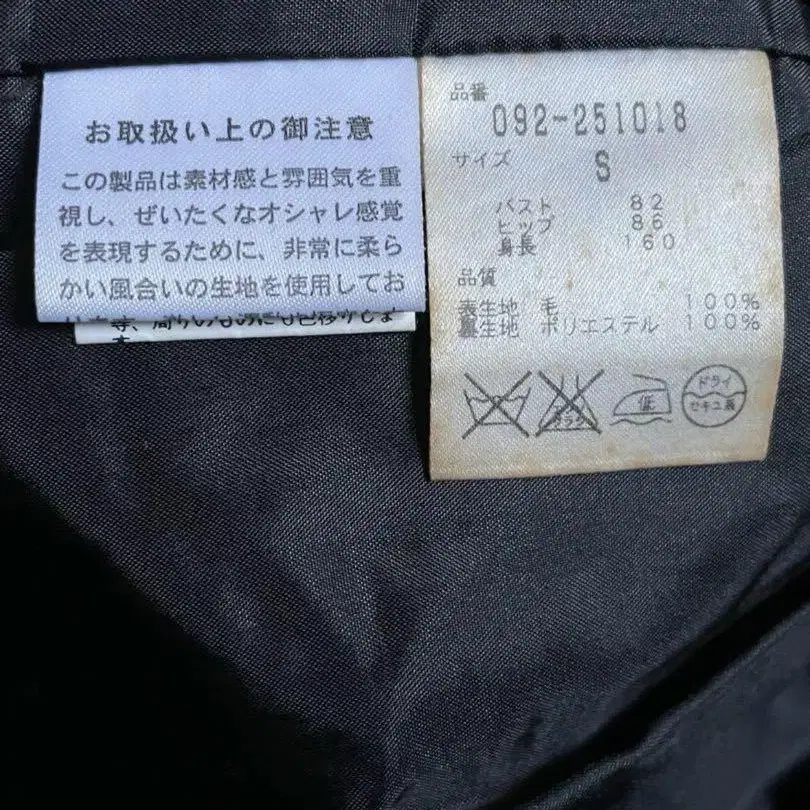 お取扱い上の御注意
この製品は素材感と雰囲気を重
視し、ぜいたくなオシャレ感覚
を表現するために、非常に柔ら
かい風合いの生地を使用してお
品番
092-251018
サイズ S
バスト 82
ヒップ 86
身長 160
品質
表生地 毛 100%
裏生地 ポリエステル 100%
低
ドライ
セキユ系